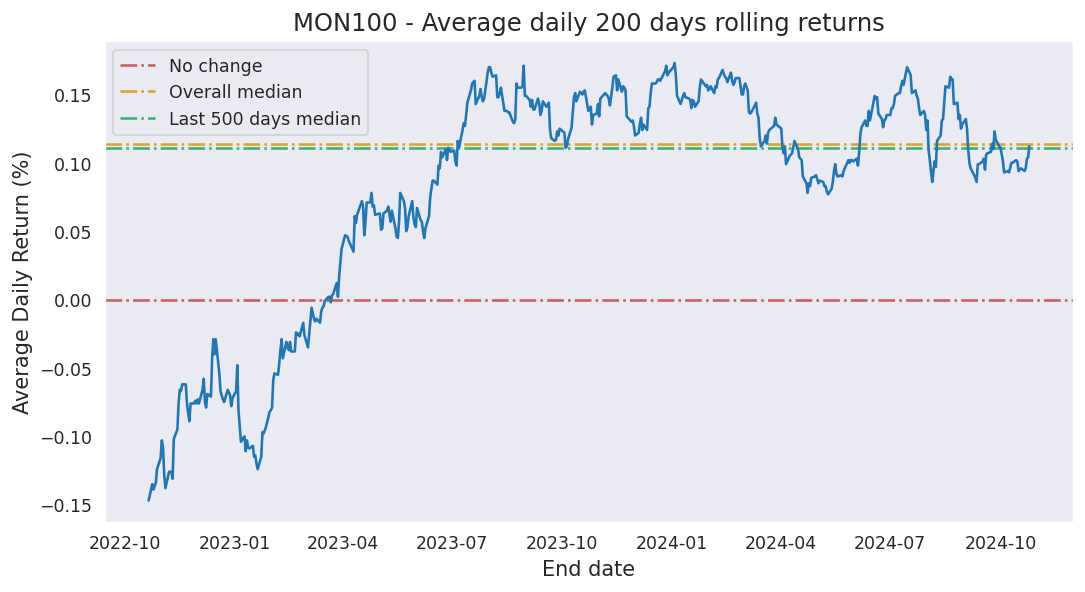 MON100 - Average daily 200 days rolling returns
No change
Overall median
Last 500 days median
Average Daily Return (%)
0.15
0.10
0.05
0.00
−0.05
−0.10
−0.15
2022-10 2023-01 2023-04 2023-07 2023-10 2024-01 2024-04 2024-07 2024-10
End date